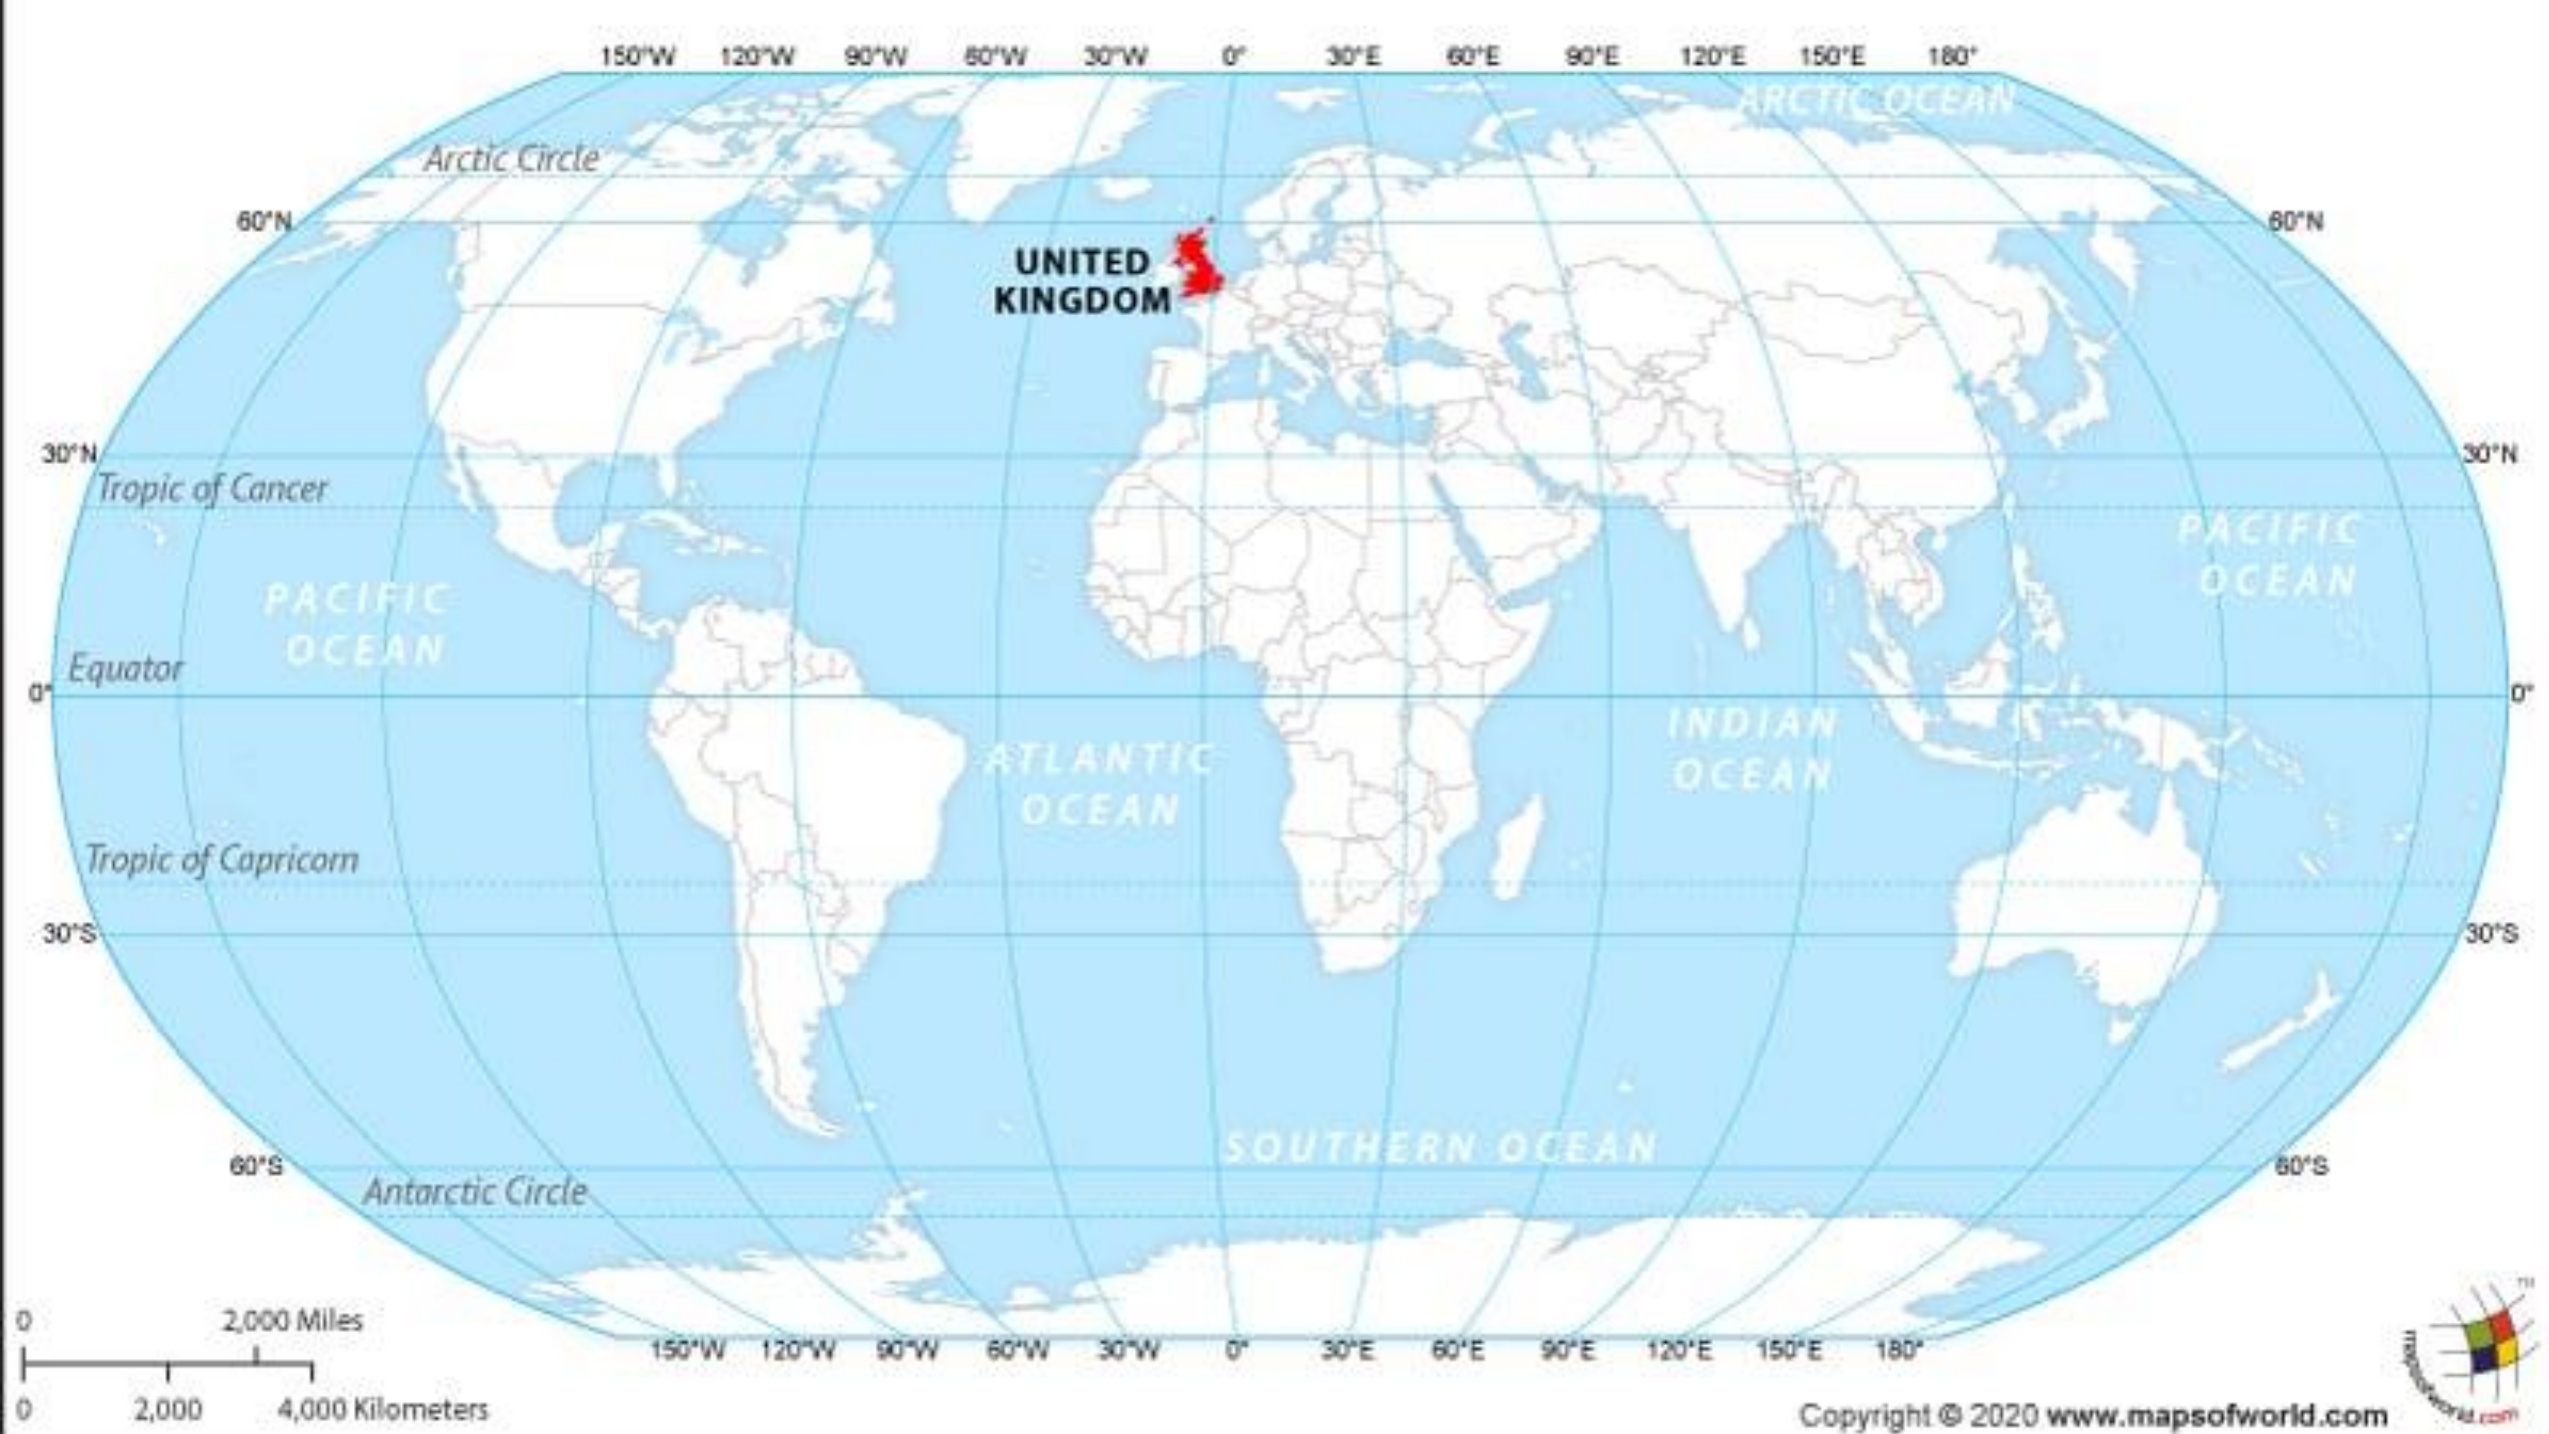 150°W 120°W 90°W 60°W 30°W 0° 30°E 60°E 90°E 120°E 150°E 180°
ARCTIC OCEAN
Arctic Circle
60°N 60°N
UNITED
KINGDOM
30°N 30°N
Tropic of Cancer
PACIFIC
OCEAN
PACIFIC
OCEAN
Equator
0° 0°
INDIAN
OCEAN
ATLANTIC
OCEAN
Tropic of Capricorn
30°S 30°S
SOUTHERN OCEAN
60°S 60°S
Antarctic Circle
150°W 120°W 90°W 60°W 30°W 0° 30°E 60°E 90°E 120°E 150°E 180°
0 2,000 Miles
0 2,000 4,000 Kilometers
TM
mapsofworld.com
Copyright © 2020 www.mapsofworld.com